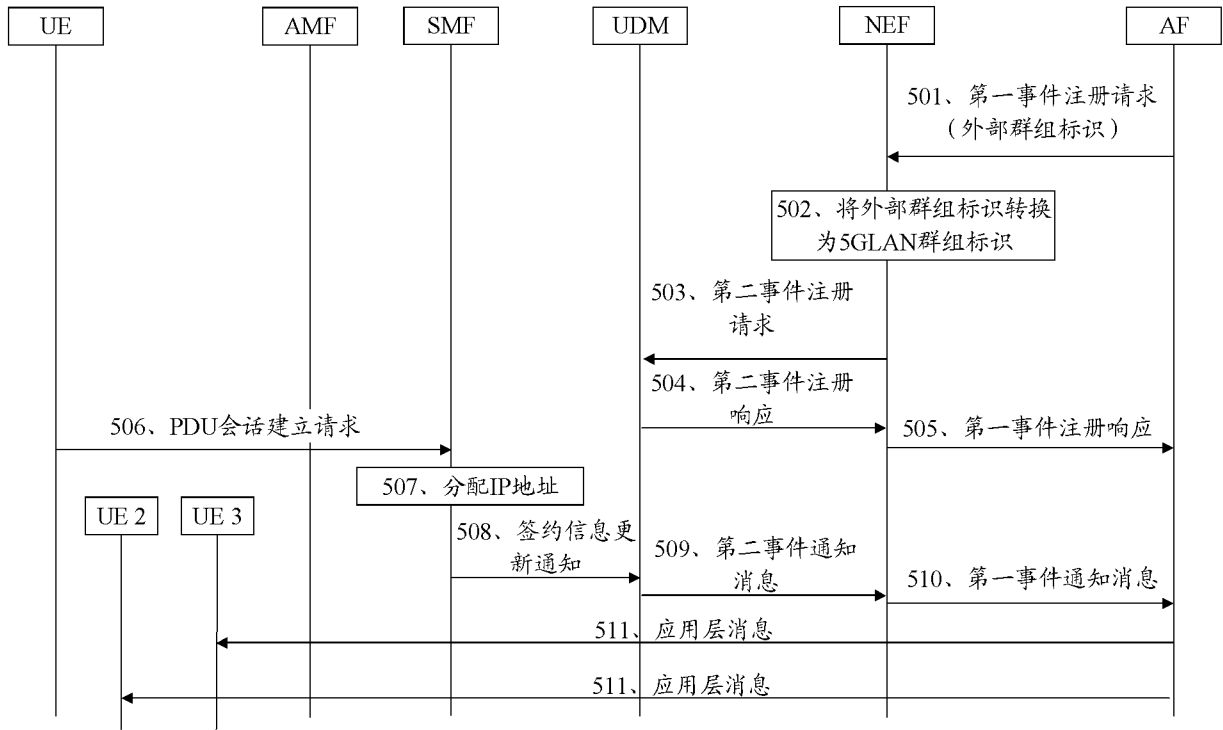 UE
AMF
SMF
UDM
NEF
AF
501、第一事件注册请求
（外部群组标识）
502、将外部群组标识转换
为5GLAN群组标识
503、第二事件注册
请求
504、第二事件注册
响应
505、第一事件注册响应
506、PDU会话建立请求
507、分配IP地址
UE 2
UE 3
508、签约信息更
新通知
509、第二事件通知
消息
510、第一事件通知消息
511、应用层消息
511、应用层消息